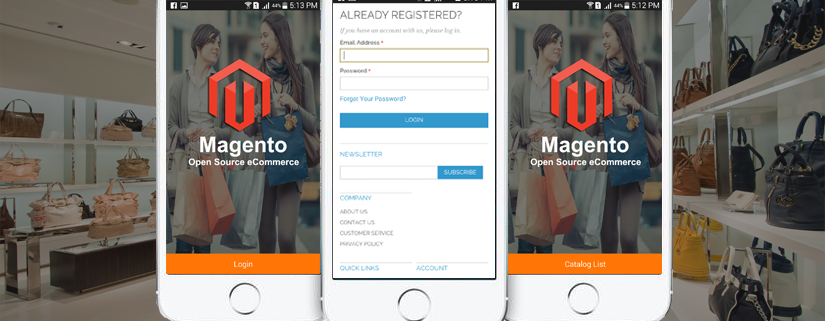 44% 5:13 PM
Magento
Open Source eCommerce
Login
ALREADY REGISTERED?
If you have an account with us, please log in.
Email Address *
Password *
Forgot Your Password?
LOGIN
NEWSLETTER
SUBSCRIBE
COMPANY
ABOUT US
CONTACT US
CUSTOMER SERVICE
PRIVACY POLICY
QUICK LINKS ACCOUNT
44% 5:12 PM
Magento
Open Source eCommerce
Catalog List